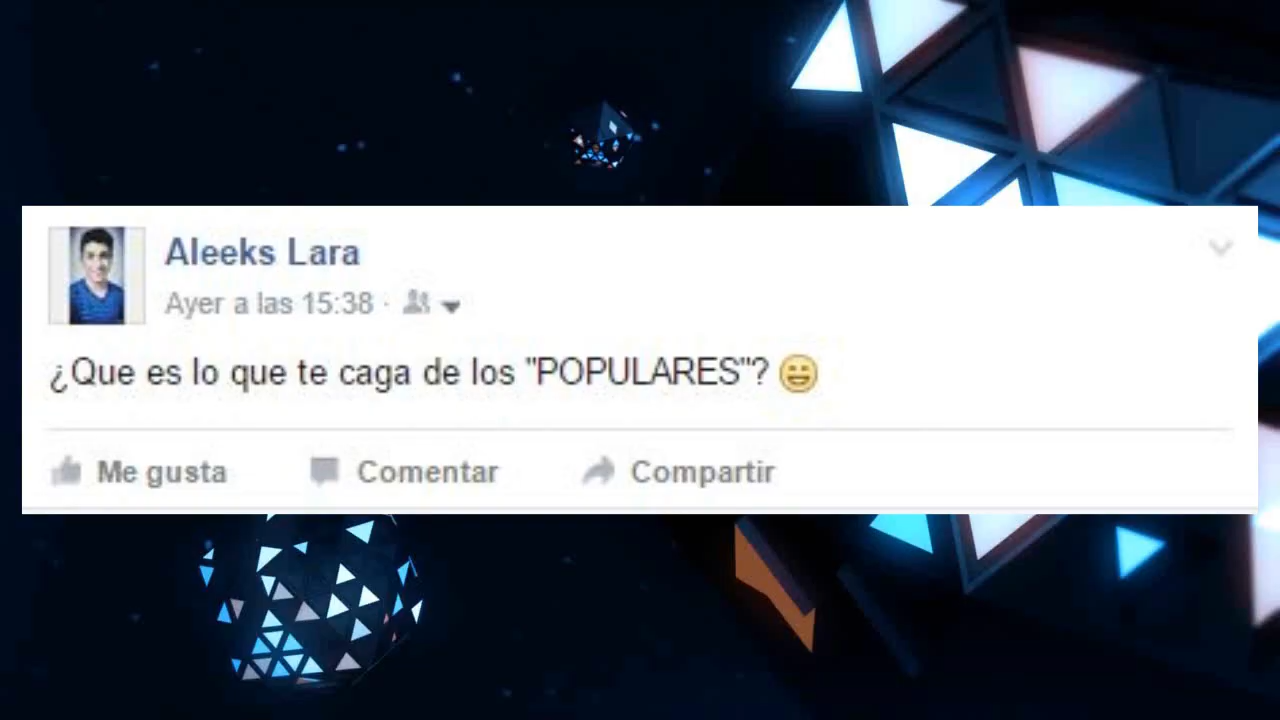 Aleeks Lara
Ayer a las 15:38 ·
¿Que es lo que te caga de los "POPULARES"? 😄
Me gusta Comentar Compartir